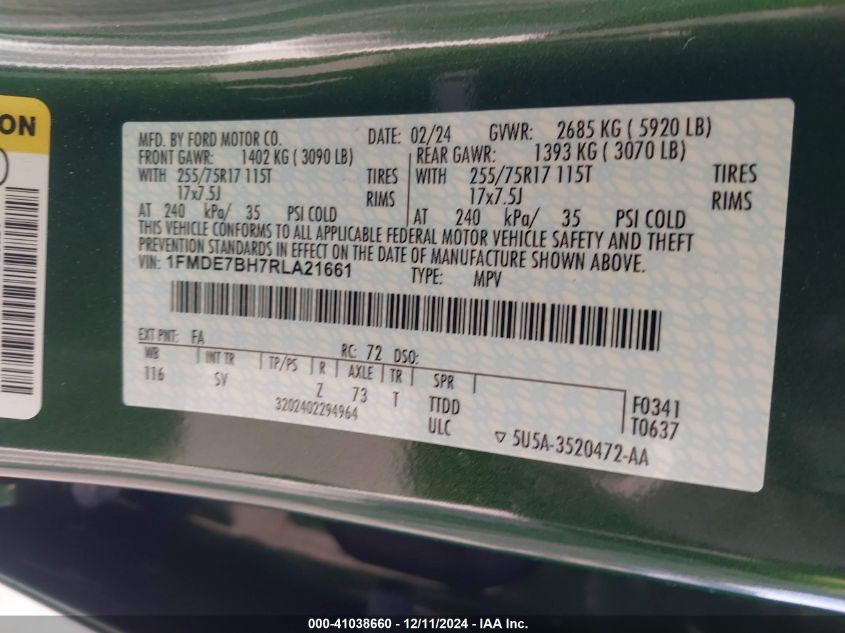 ON
MFD. BY FORD MOTOR CO. DATE: 02/24 GVWR: 2685 KG ( 5920 LB)
FRONT GAWR: 1402 KG ( 3090 LB) REAR GAWR: 1393 KG ( 3070 LB)
WITH 255/75R17 115T TIRES WITH 255/75R17 115T TIRES
17x7.5J RIMS 17x7.5J RIMS
AT 240 kPa/ 35 PSI COLD AT 240 kPa/ 35 PSI COLD
THIS VEHICLE CONFORMS TO ALL APPLICABLE FEDERAL MOTOR VEHICLE SAFETY AND THEFT
PREVENTION STANDARDS IN EFFECT ON THE DATE OF MANUFACTURE SHOWN ABOVE.
VIN: 1FMDE7BH7RLA21661 TYPE: MPV
EXT PNT: FA RC: 72 DSO:
WB INT TR TP/PS R AXLE TR SPR
116 SV Z 73 T TTDD F0341
3202402294964 ULC T0637
5U5A-3520472-AA
000-41038660 - 12/11/2024 - IAA Inc.